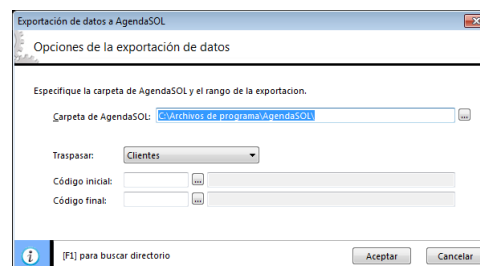 Exportación de datos a AgendaSOL
Opciones de la exportación de datos
Especifique la carpeta de AgendaSOL y el rango de la exportacion.
Carpeta de AgendaSOL: C:\Archivos de programa\AgendaSOL\ ...
Traspasar: Clientes
Código inicial: ...
Código final: ...
[F1] para buscar directorio Aceptar Cancelar